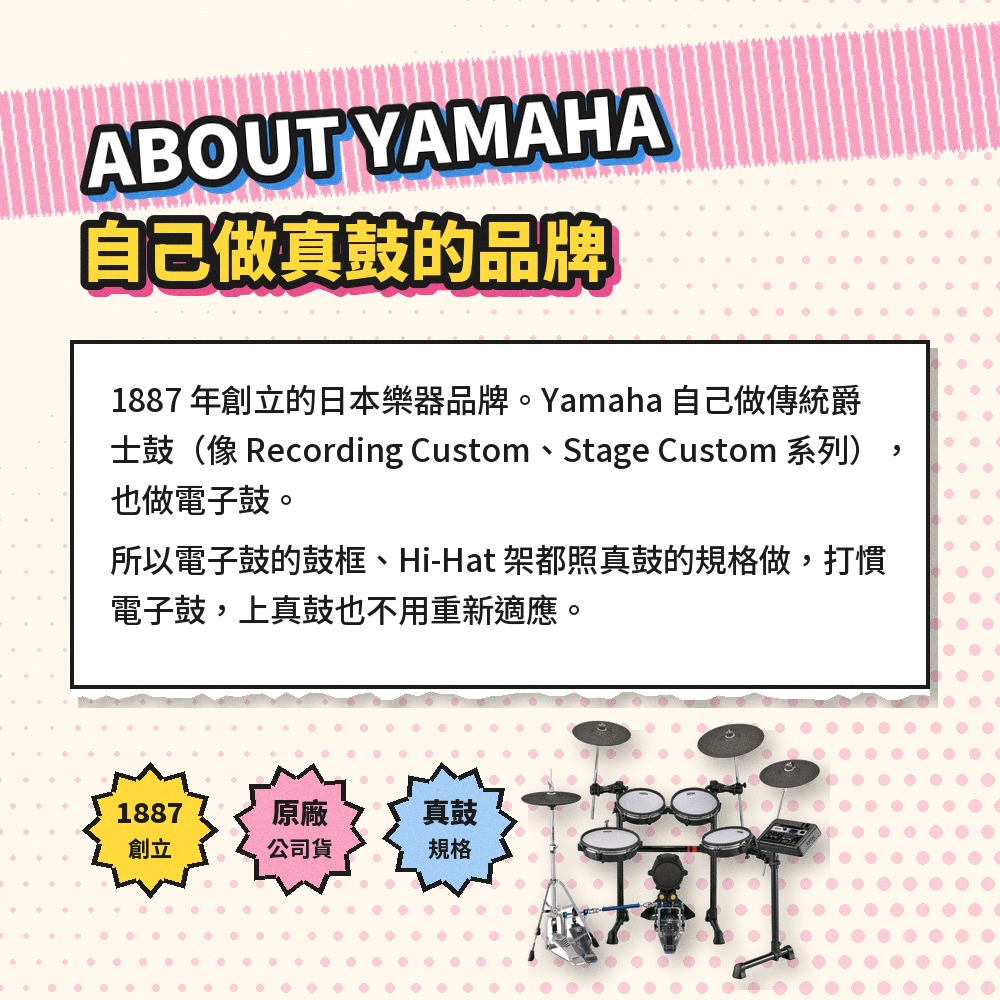 ABOUT YAMAHA
自己做真鼓的品牌
1887 年創立的日本樂器品牌。Yamaha 自己做傳統爵
士鼓（像 Recording Custom、Stage Custom 系列），
也做電子鼓。
所以電子鼓的鼓框、Hi-Hat 架都照真鼓的規格做，打慣
電子鼓，上真鼓也不用重新適應。
1887
創立
原廠
公司貨
真鼓
規格